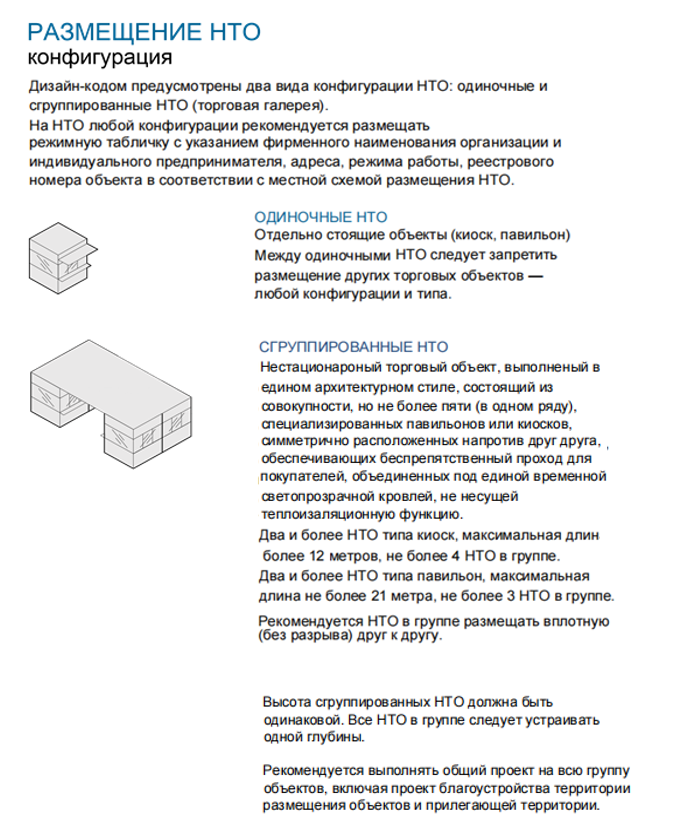 РАЗМЕЩЕНИЕ НТО
конфигурация
Дизайн-кодом предусмотрены два вида конфигурации НТО: одиночные и
сгруппированные НТО (торговая галерея).
На НТО любой конфигурации рекомендуется размещать
режимную табличку с указанием фирменного наименования организации и
индивидуального предпринимателя, адреса, режима работы, реестрового
номера объекта в соответствии с местной схемой размещения НТО.
ОДИНОЧНЫЕ НТО
Отдельно стоящие объекты (киоск, павильон)
Между одиночными НТО следует запретить
размещение других торговых объектов —
любой конфигурации и типа.
СГРУППИРОВАННЫЕ НТО
Нестационароный торговый объект, выполненый в
едином архитектурном стиле, состоящий из
совокупности, но не более пяти (в одном ряду),
специализированных павильонов или киосков,
симметрично расположенных напротив друг друга,
обеспечивающих беспрепятственный проход для
покупателей, объединенных под единой временной
светопрозрачной кровлей, не несущей
теплоизаляционную функцию.
Два и более НТО типа киоск, максимальная длин
более 12 метров, не более 4 НТО в группе.
Два и более НТО типа павильон, максимальная
длина не более 21 метра, не более 3 НТО в группе.
Рекомендуется НТО в группе размещать вплотную
(без разрыва) друг к другу.
Высота сгруппированных НТО должна быть
одинаковой. Все НТО в группе следует устраивать
одной глубины.
Рекомендуется выполнять общий проект на всю группу
объектов, включая проект благоустройства территории
размещения объектов и прилегающей территории.